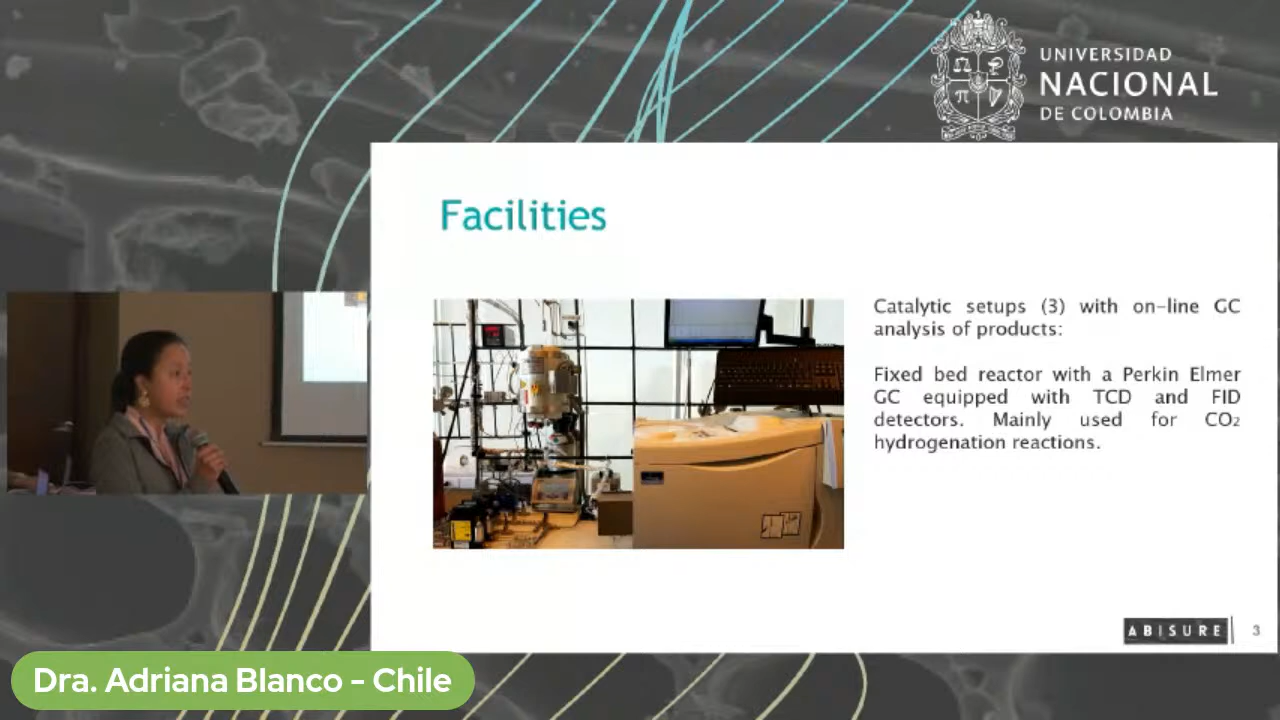 UNIVERSIDAD
NACIONAL
DE COLOMBIA
Facilities
Catalytic setups (3) with on-line GC
analysis of products:
Fixed bed reactor with a Perkin Elmer
GC equipped with TCD and FID
detectors. Mainly used for CO₂
hydrogenation reactions.
ABISURE
3
Dra. Adriana Blanco - Chile